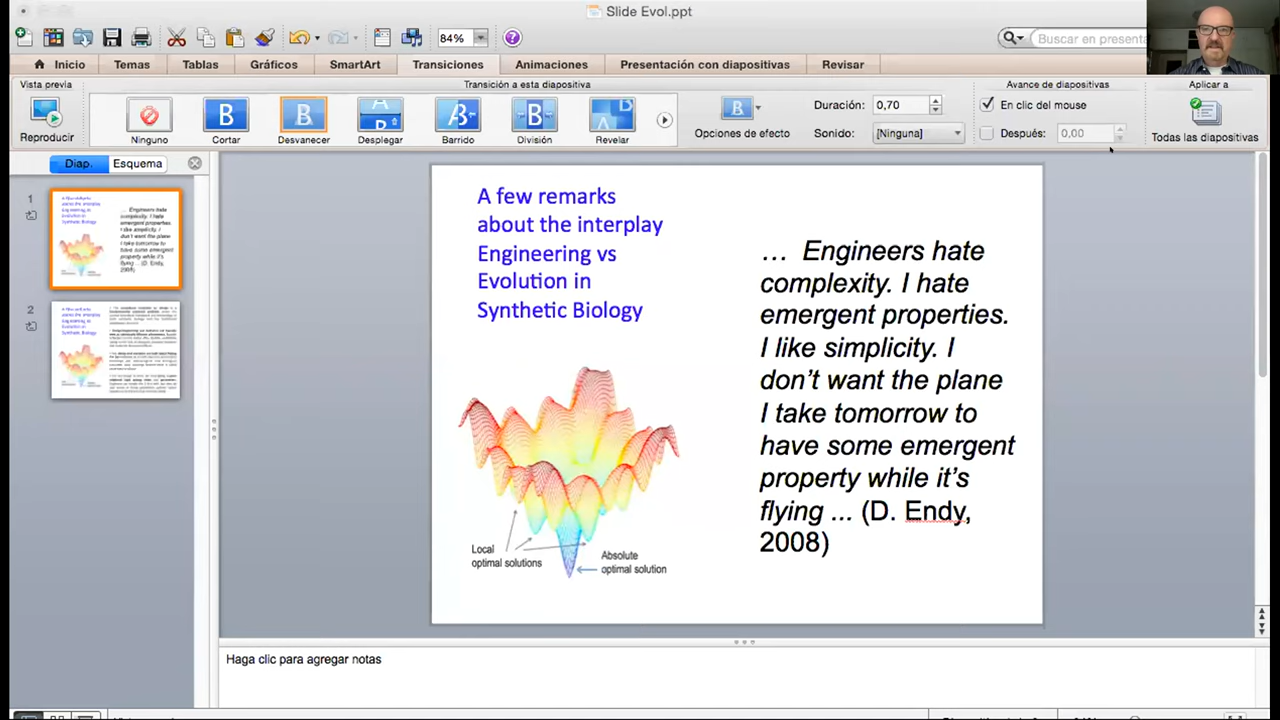 Slide Evol.ppt
84%
Buscar en presenta
Inicio
Temas
Tablas
Gráficos
SmartArt
Transiciones
Animaciones
Presentación con diapositivas
Revisar
Vista previa
Transición a esta diapositiva
Avance de diapositivas
Aplicar a
Reproducir
Ninguno
Cortar
Desvanecer
Desplegar
Barrido
División
Revelar
Opciones de efecto
Duración: 0,70
Sonido: [Ninguna]
En clic del mouse
Después: 0,00
Todas las diapositivas
Diap.
Esquema
1
2
A few remarks
about the interplay
Engineering vs
Evolution in
Synthetic Biology
… Engineers hate
complexity. I hate
emergent properties.
I like simplicity. I
don’t want the plane
I take tomorrow to
have some emergent
property while it’s
flying ... (D. Endy,
2008)
Local
optimal solutions
Absolute
optimal solution
Haga clic para agregar notas